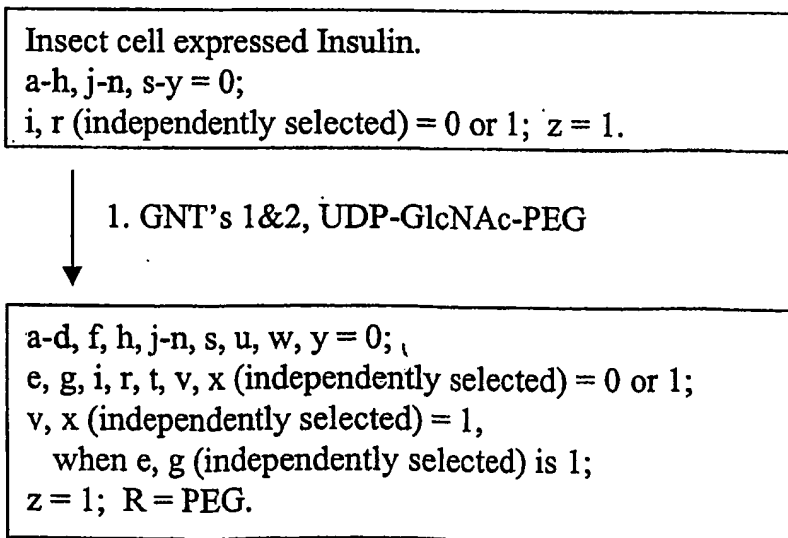 Insect cell expressed Insulin.
a-h, j-n, s-y = 0;
i, r (independently selected) = 0 or 1; z = 1.
1. GNT's 1&2, UDP-GlcNAc-PEG
a-d, f, h, j-n, s, u, w, y = 0;
e, g, i, r, t, v, x (independently selected) = 0 or 1;
v, x (independently selected) = 1,
when e, g (independently selected) is 1;
z = 1; R = PEG.